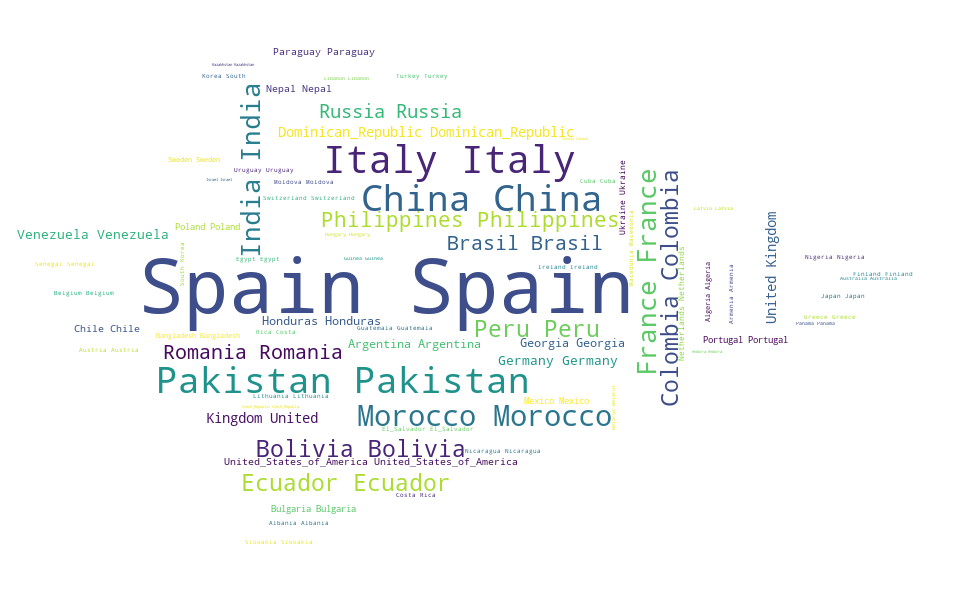 Paraguay Paraguay
Kazakhstan Kazakhstan
Korea South
Lebanon Lebanon
Turkey Turkey
Nepal Nepal
India India
Russia Russia
Dominican_Republic Dominican_Republic
Italy Italy
Sweden Sweden
Uruguay Uruguay
Israel Israel
Moldova Moldova
Cuba Cuba
Ukraine Ukraine
Switzerland Switzerland
China China
Philippines Philippines
Latvia Latvia
France France
Colombia Colombia
United Kingdom
Poland Poland
Venezuela Venezuela
Hungary Hungary
Brasil Brasil
Macedonia Macedonia
South Korea
Egypt Egypt
Guinea Guinea
Nigeria Nigeria
Senegal Senegal
Ireland Ireland
Spain Spain
Netherlands Netherlands
Algeria Algeria
Armenia Armenia
Finland Finland
Australia Australia
Belgium Belgium
Japan Japan
Honduras Honduras
Greece Greece
Panama Panama
Chile Chile
Guatemala Guatemala
Peru Peru
Bangladesh Bangladesh
Rica Costa
Argentina Argentina
Georgia Georgia
Portugal Portugal
Austria Austria
Romania Romania
Germany Germany
Pakistan Pakistan
Lithuania Lithuania
Mexico Mexico
Kingdom United
Morocco Morocco
El_Salvador El_Salvador
Bolivia Bolivia
Nicaragua Nicaragua
United_States_of_America United_States_of_America
Ecuador Ecuador
Costa Rica
Bulgaria Bulgaria
Albania Albania
Slovakia Slovakia